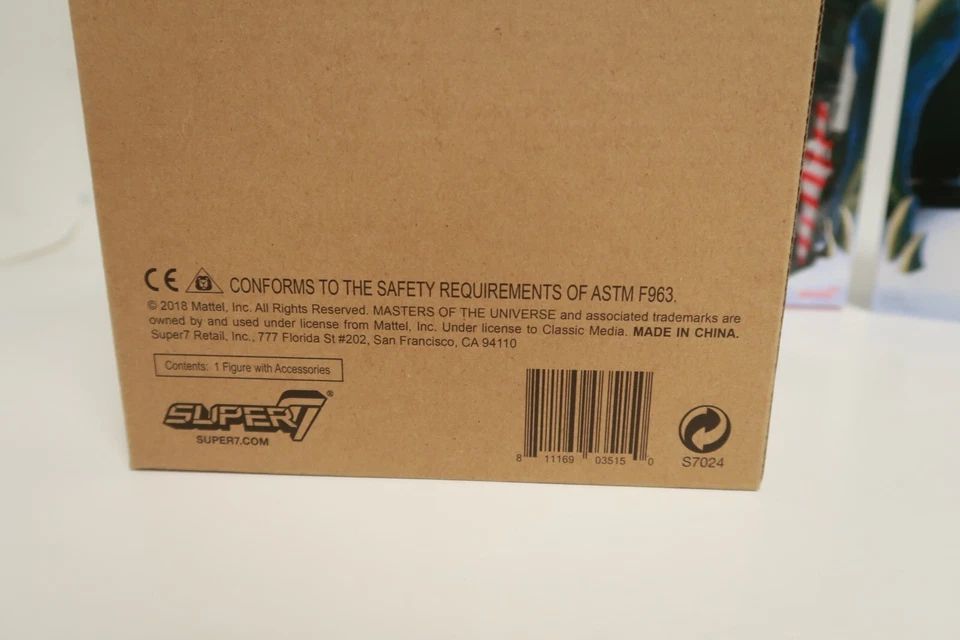 CE CONFORMS TO THE SAFETY REQUIREMENTS OF ASTM F963.
© 2018 Mattel, Inc. All Rights Reserved. MASTERS OF THE UNIVERSE and associated trademarks are
owned by and used under license from Mattel, Inc. Under license to Classic Media. MADE IN CHINA.
Super7 Retail, Inc., 777 Florida St #202, San Francisco, CA 94110
Contents: 1 Figure with Accessories
SUPER7®
SUPER7.COM
8 11169 03515 0
S7024